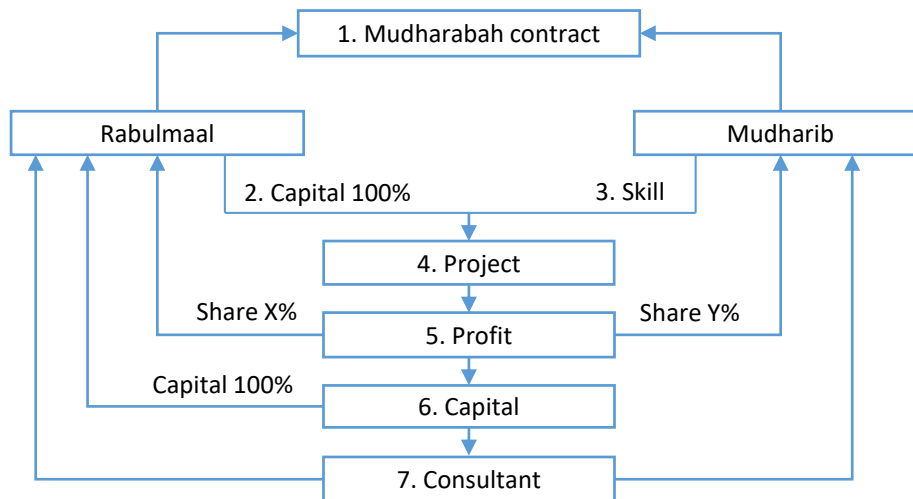 1. Mudharabah contract
Rabulmaal
Mudharib
2. Capital 100%
3. Skill
4. Project
Share X%
Share Y%
5. Profit
Capital 100%
6. Capital
7. Consultant